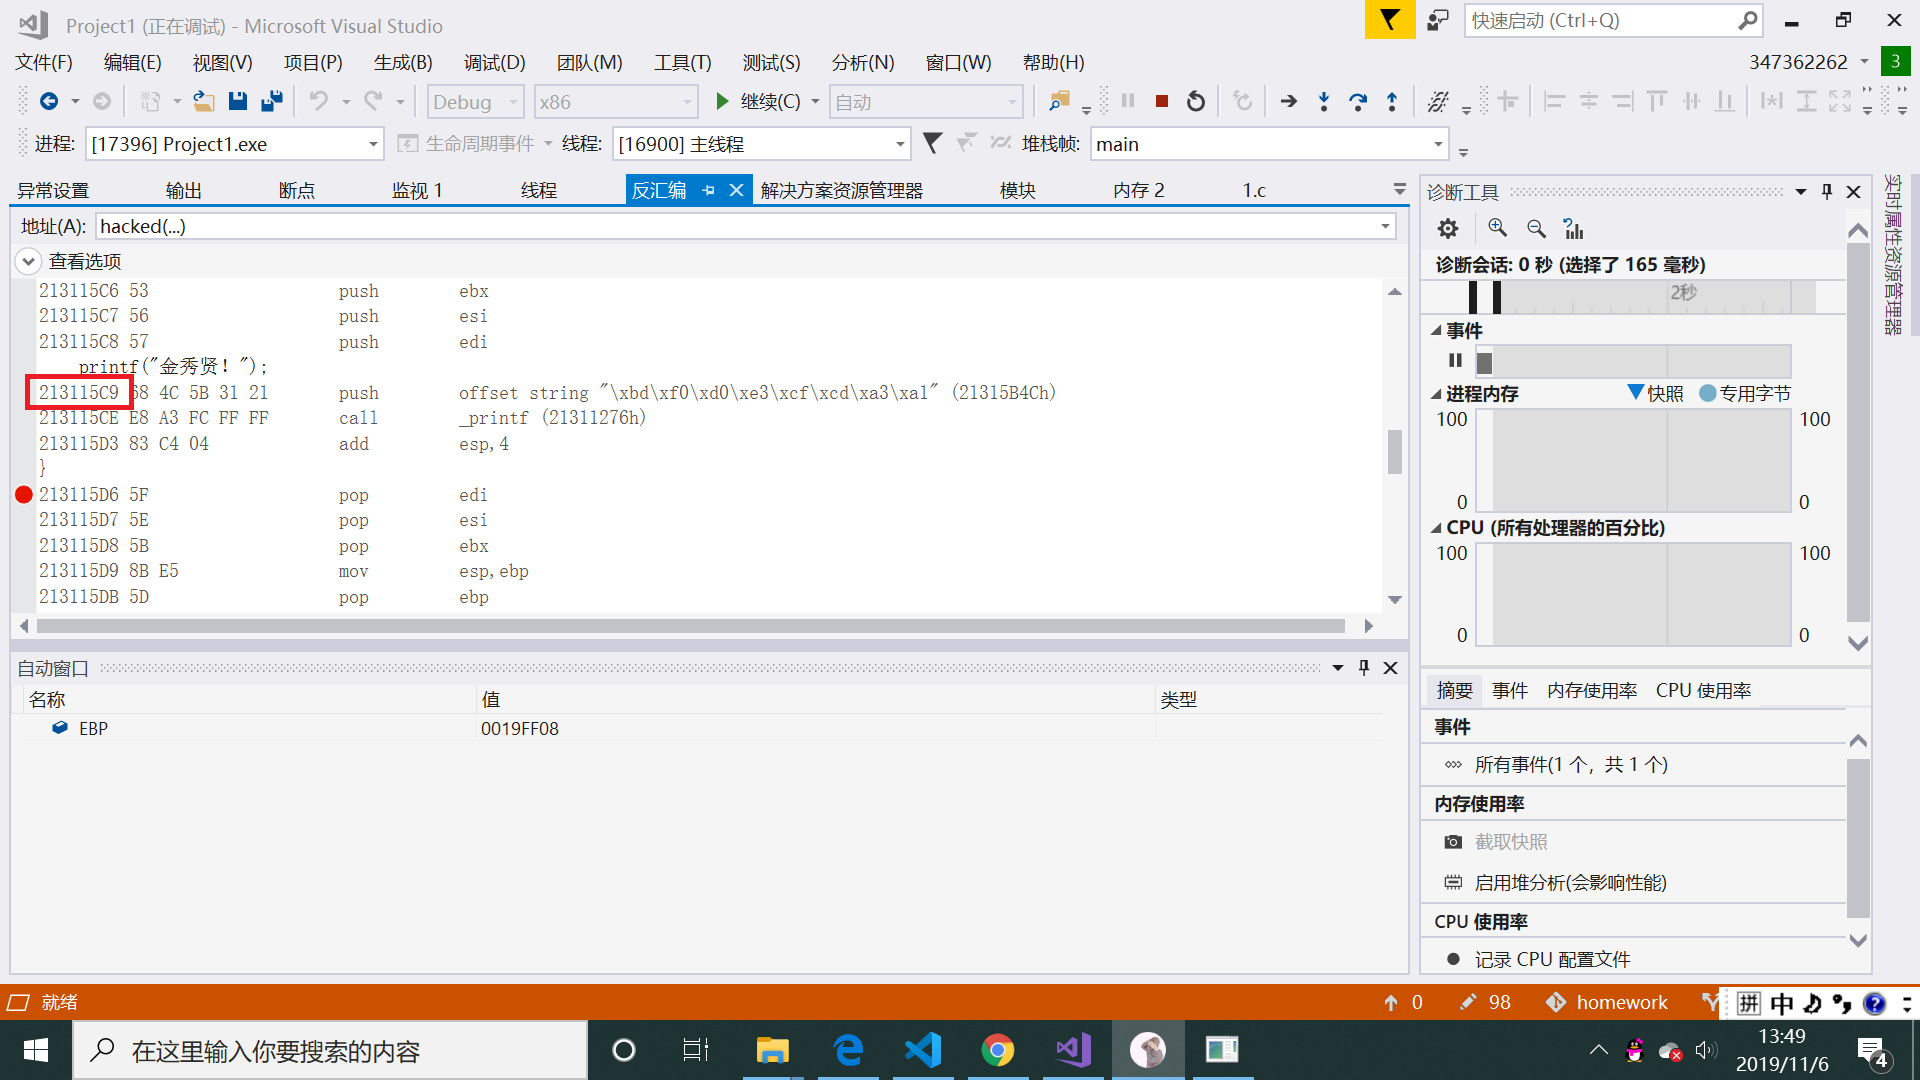 Project1 (正在调试) - Microsoft Visual Studio
快速启动 (Ctrl+Q)
文件(F) 编辑(E) 视图(V) 项目(P) 生成(B) 调试(D) 团队(M) 工具(T) 测试(S) 分析(N) 窗口(W) 帮助(H) 347362262 3
Debug x86 继续(C) 自动
进程: [17396] Project1.exe 生命周期事件 线程: [16900] 主线程 堆栈帧: main
异常设置 输出 断点 监视 1 线程 反汇编 解决方案资源管理器 模块 内存 2 1.c
地址(A): hacked(...)
查看选项
213115C6 53 push ebx
213115C7 56 push esi
213115C8 57 push edi
printf("金秀贤！");
213115C9 68 4C 5B 31 21 push offset string "\xbd\xf0\xd0\xe3\xcf\xcd\xa3\xa1" (21315B4Ch)
213115CE E8 A3 FC FF FF call _printf (21311276h)
213115D3 83 C4 04 add esp,4
}
213115D6 5F pop edi
213115D7 5E pop esi
213115D8 5B pop ebx
213115D9 8B E5 mov esp,ebp
213115DB 5D pop ebp
自动窗口
名称 值 类型
EBP 0019FF08
诊断工具
诊断会话: 0 秒 (选择了 165 毫秒)
2秒
事件
进程内存 快照 专用字节
100 100
0 0
CPU (所有处理器的百分比)
100 100
0 0
摘要 事件 内存使用率 CPU 使用率
事件
所有事件(1 个，共 1 个)
内存使用率
截取快照
启用堆分析(会影响性能)
CPU 使用率
记录 CPU 配置文件
实时属性资源管理器
就绪 0 98 homework 拼 中
在这里输入你要搜索的内容
13:49
2019/11/6
4